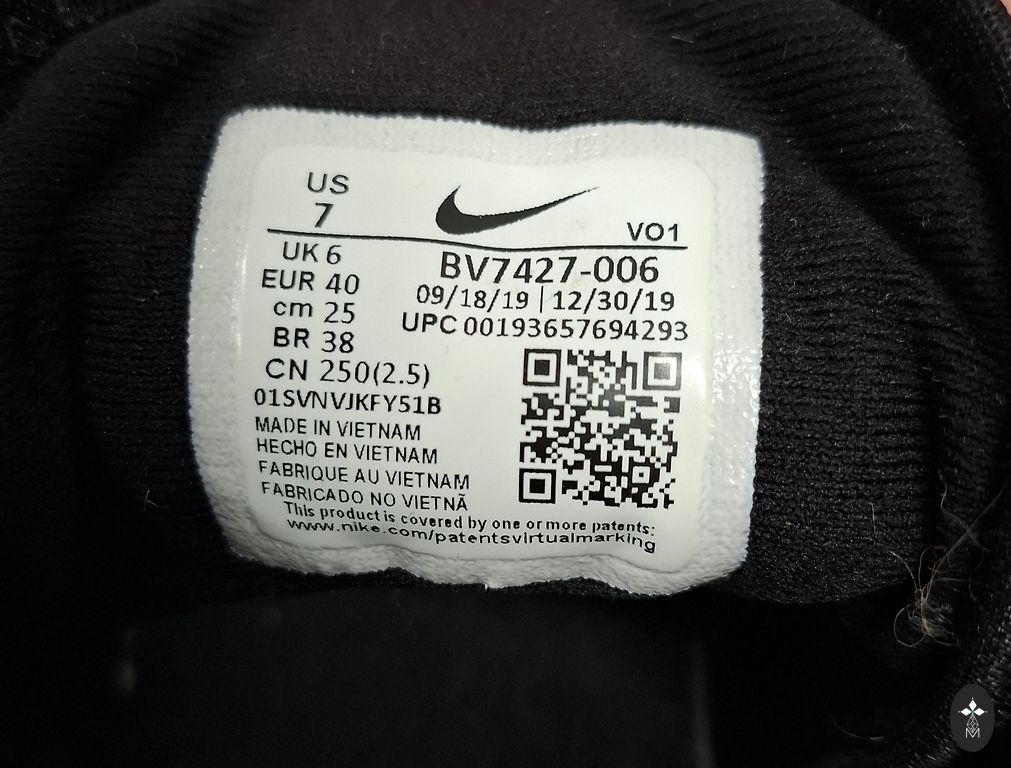 US
7
VO1
UK 6
EUR 40
cm 25
BR 38
CN 250(2.5)
01SVNVJKFY51B
BV7427-006
09/18/19 | 12/30/19
UPC 00193657694293
MADE IN VIETNAM
HECHO EN VIETNAM
FABRIQUE AU VIETNAM
FABRICADO NO VIETNÃ
This product is covered by one or more patents:
www.nike.com/patentsvirtualmarking
M